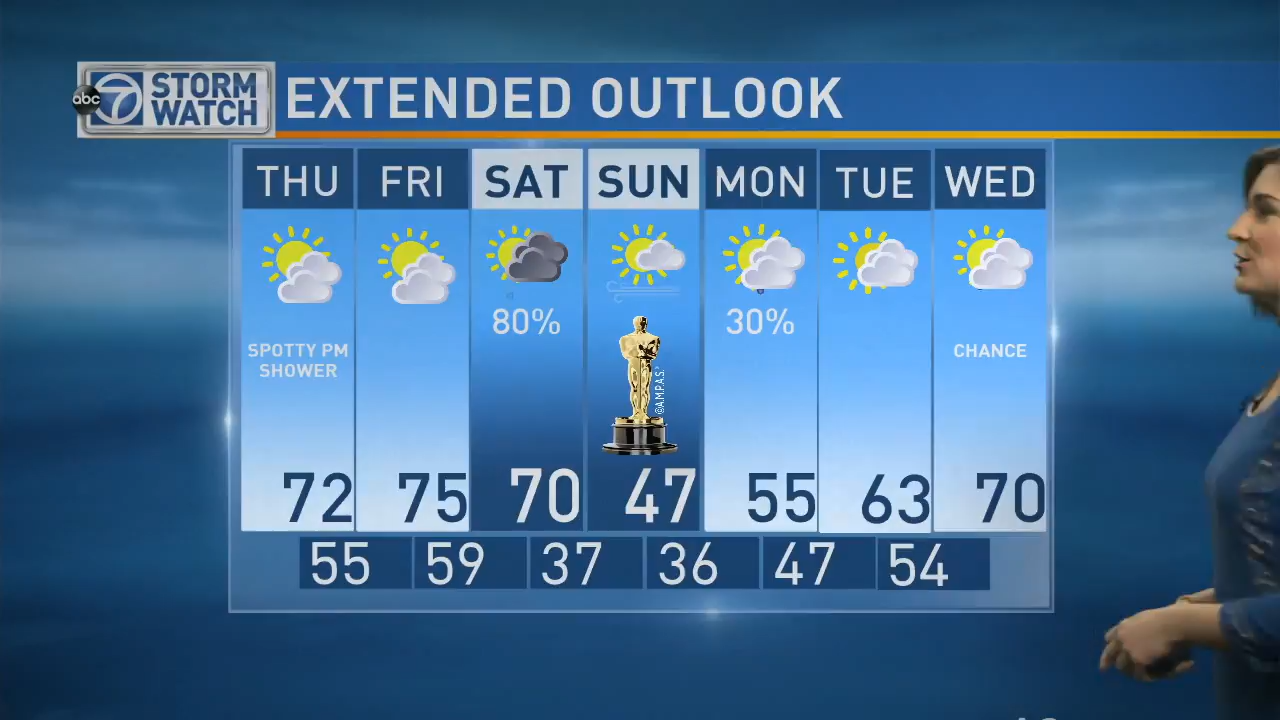 abc 7 STORM WATCH
EXTENDED OUTLOOK
THU FRI SAT SUN MON TUE WED
80% 30%
SPOTTY PM SHOWER
CHANCE
@A.M.P.A.S.®
72 75 70 47 55 63 70
55 59 37 36 47 54